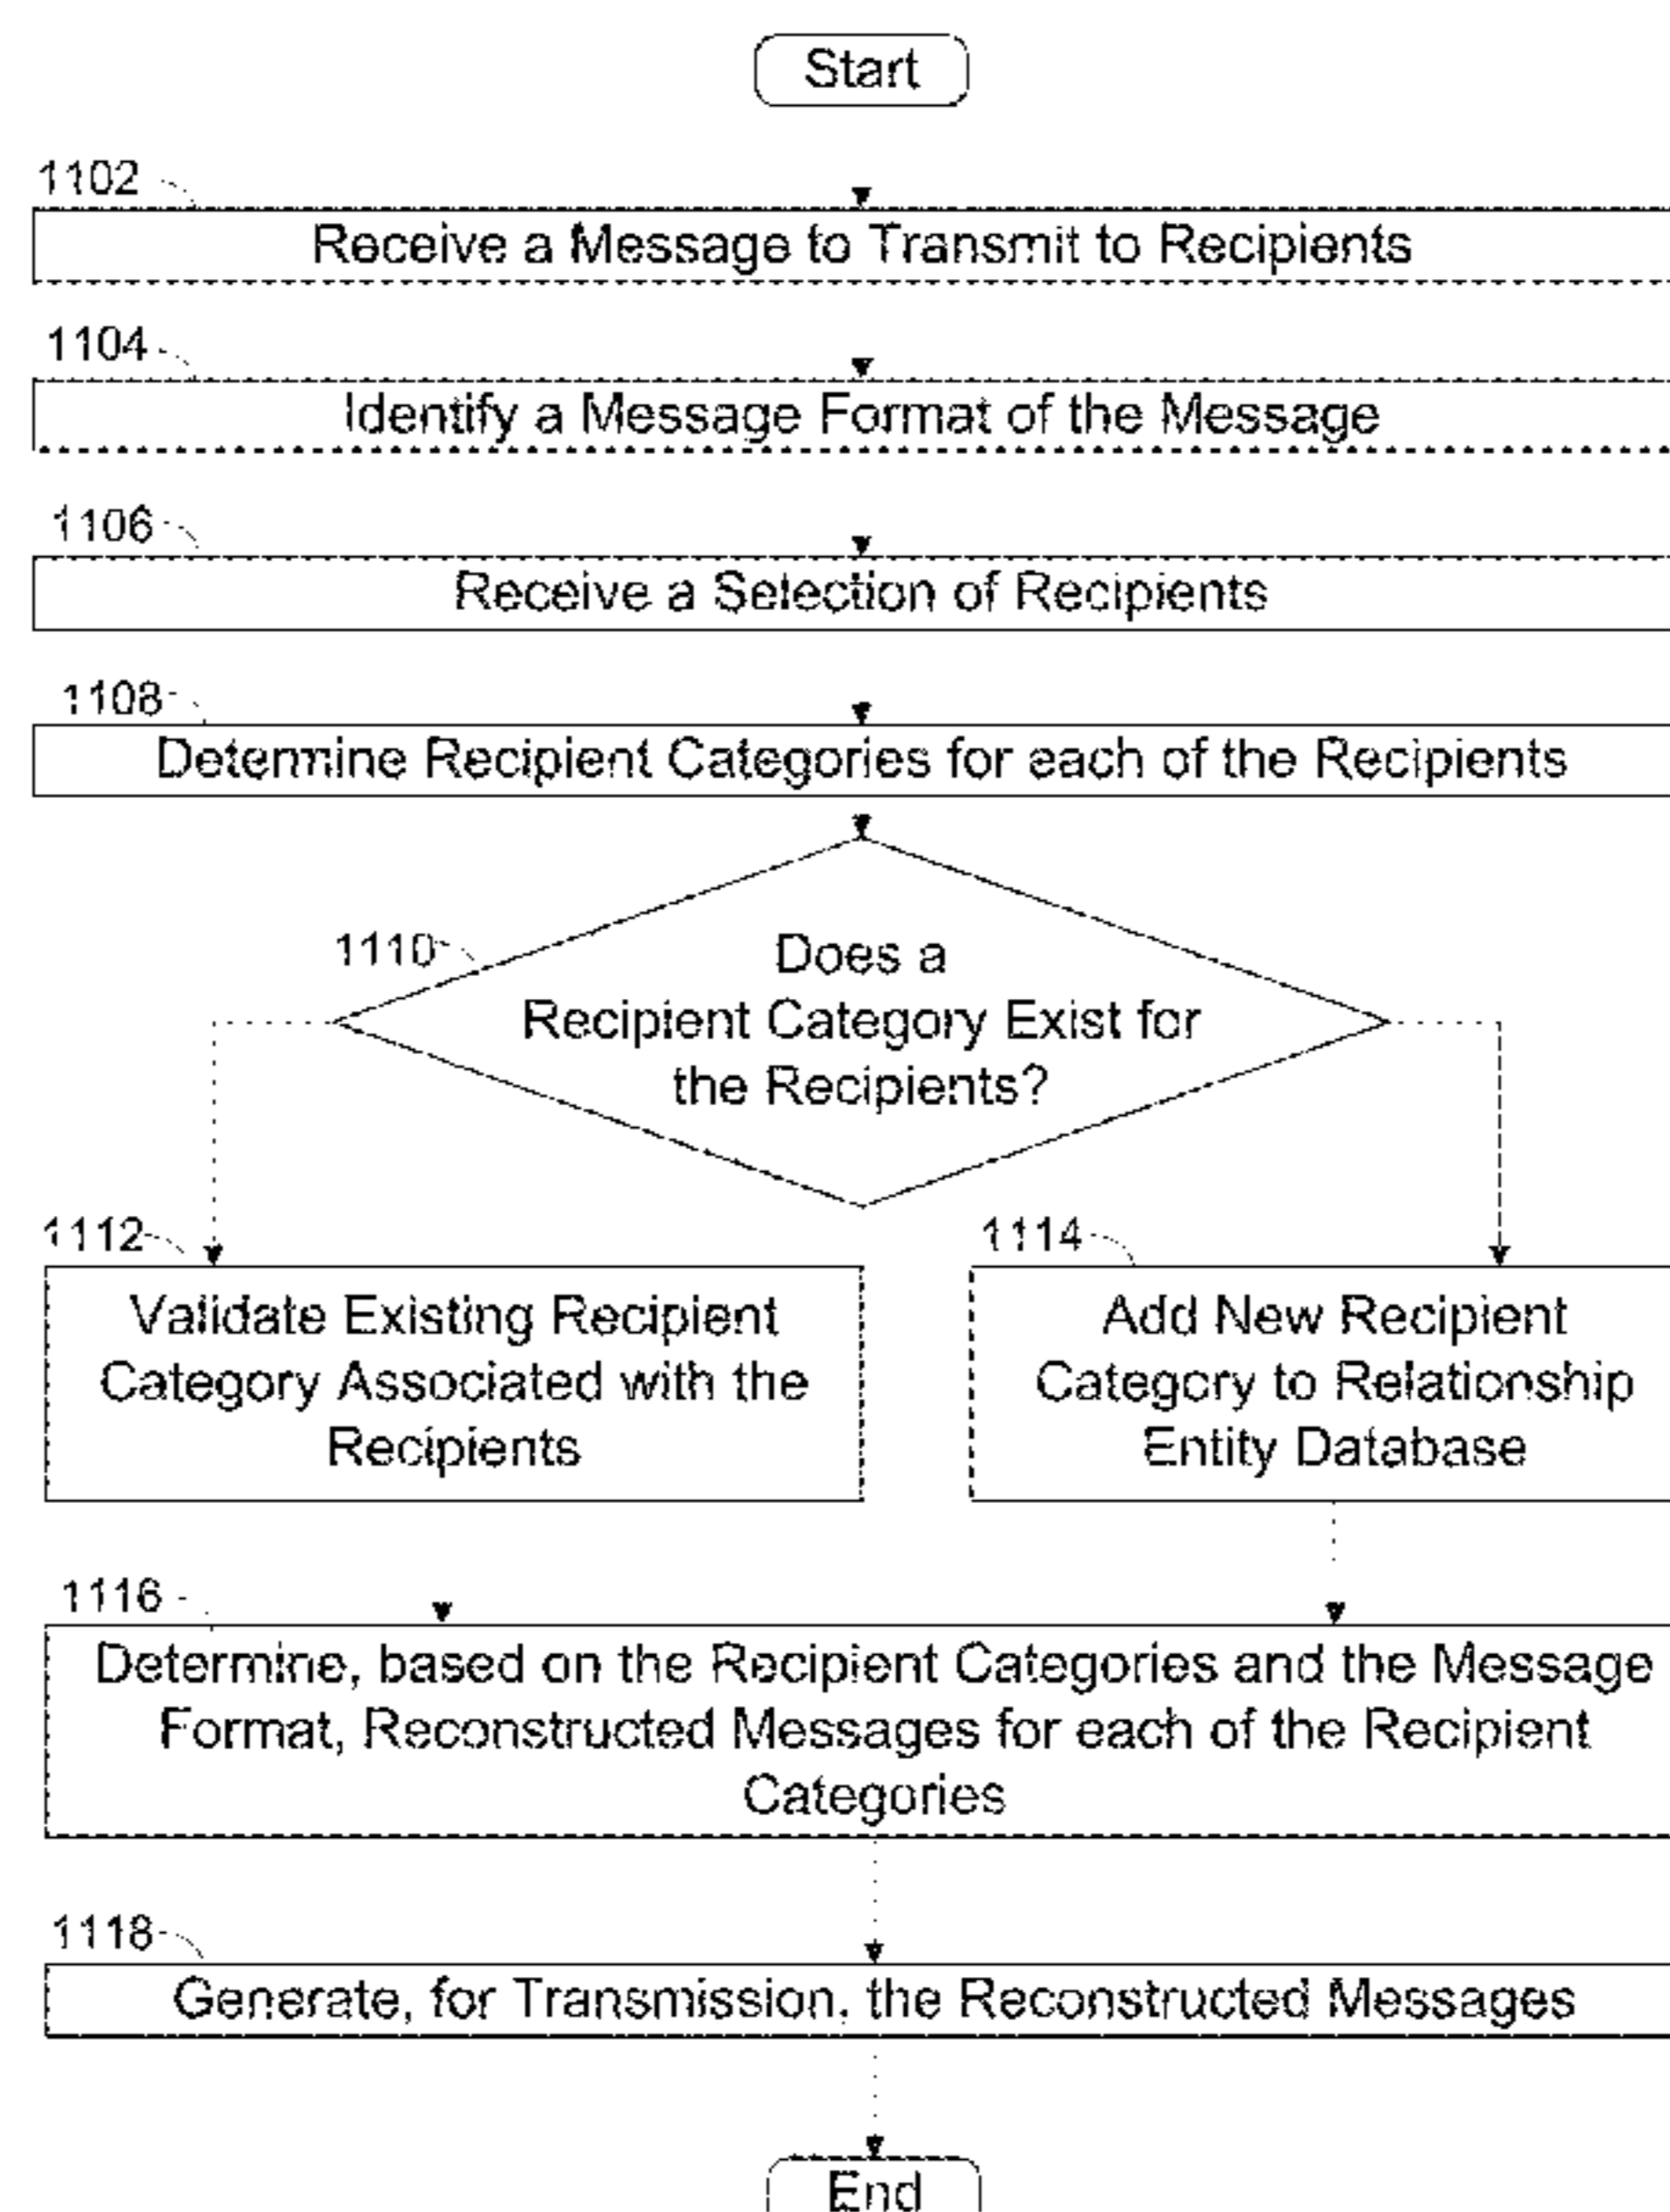 Start
1102
Receive a Message to Transmit to Recipients
1104
Identify a Message Format of the Message
1106
Receive a Selection of Recipients
1108
Determine Recipient Categories for each of the Recipients
1110
Does a
Recipient Category Exist for
the Recipients?
1112
Validate Existing Recipient
Category Associated with the
Recipients
1114
Add New Recipient
Category to Relationship
Entity Database
1116
Determine, based on the Recipient Categories and the Message
Format, Reconstructed Messages for each of the Recipient
Categories
1118
Generate, for Transmission, the Reconstructed Messages
End